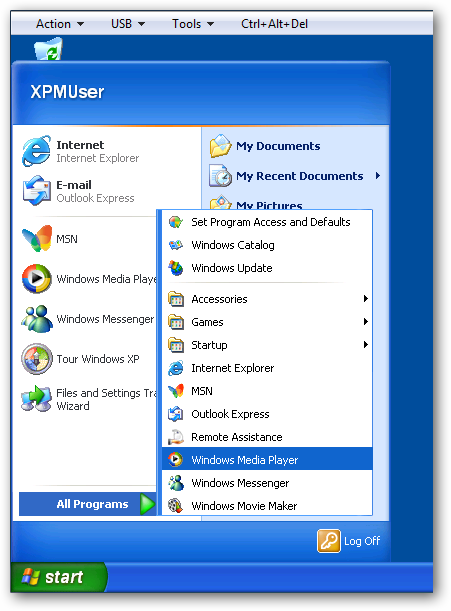 Action USB Tools Ctrl+Alt+Del
XPMUser
Internet
Internet Explorer
E-mail
Outlook Express
MSN
Windows Media Playe
Windows Messenger
Tour Windows XP
Files and Settings Tra
Wizard
All Programs
My Documents
My Recent Documents
My Pictures
Set Program Access and Defaults
Windows Catalog
Windows Update
Accessories
Games
Startup
Internet Explorer
MSN
Outlook Express
Remote Assistance
Windows Media Player
Windows Messenger
Windows Movie Maker
Log Off
start